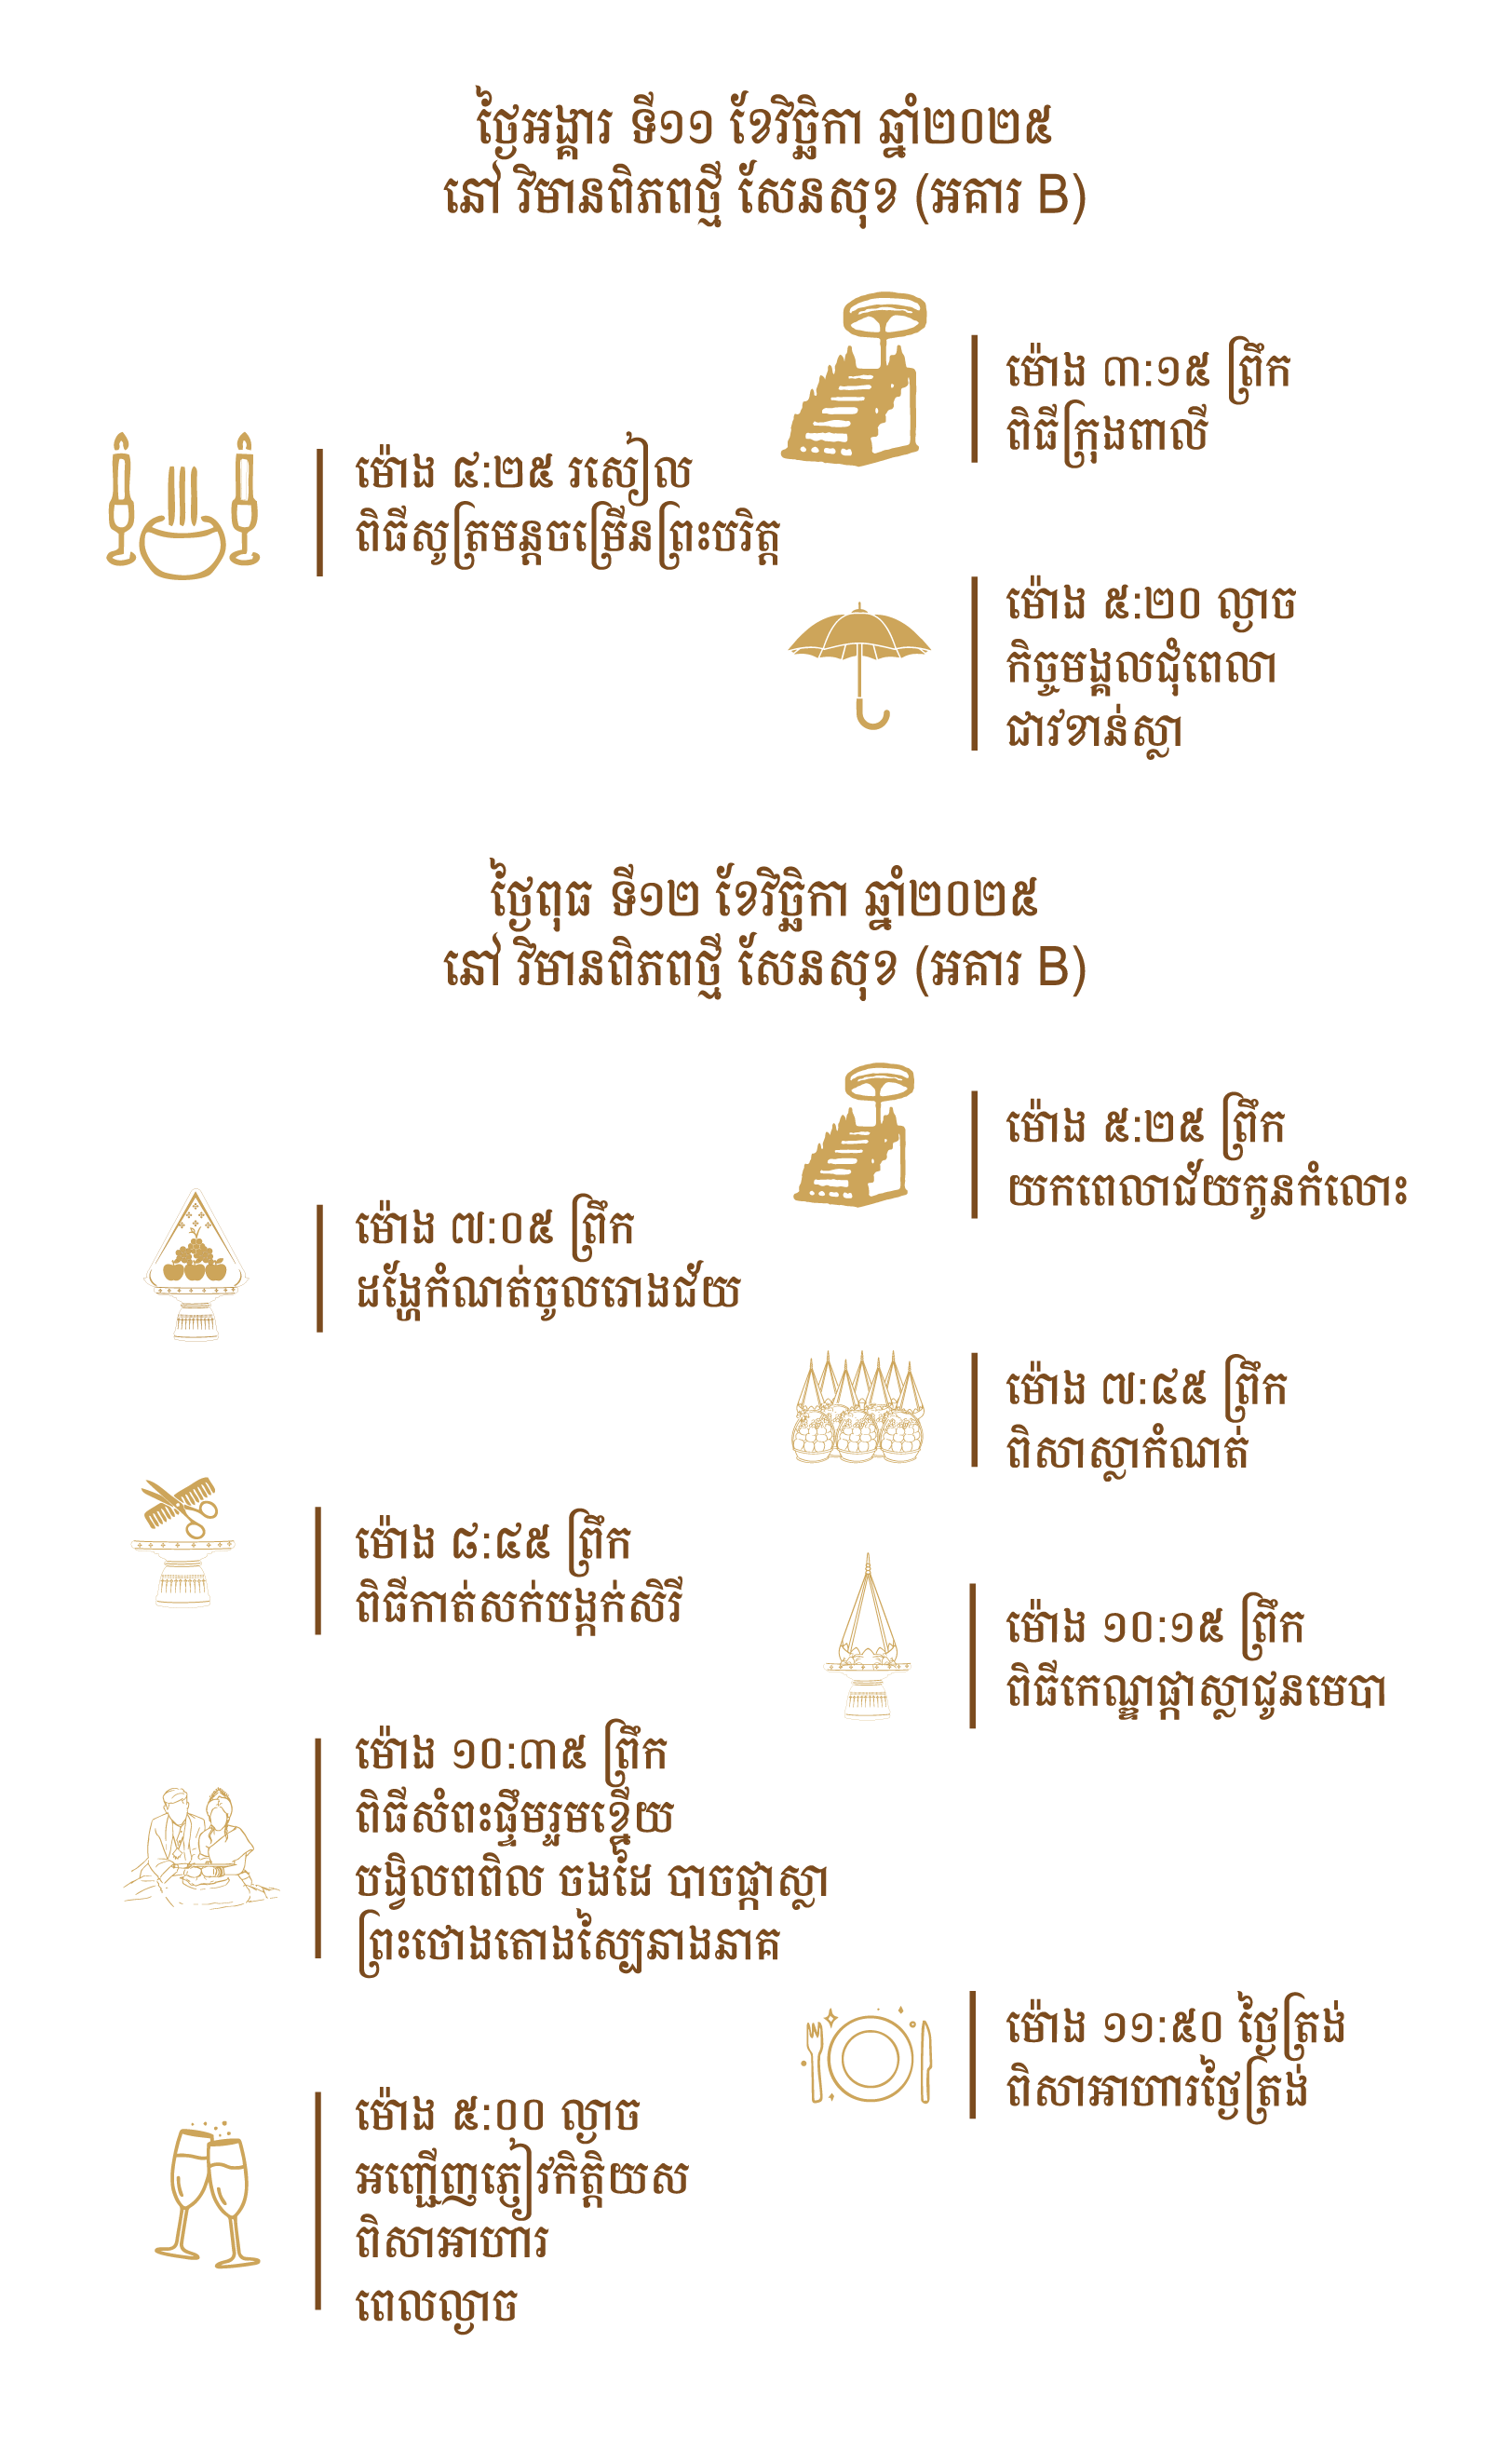 ថ្ងៃអង្គារ ទី១១ ខែវិច្ឆិកា ឆ្នាំ២០២៥
នៅ វិមានពិភពថ្មី សែនសុខ (អគារ B)
ម៉ោង ៣:១៥ ព្រឹក
ពិធីក្រុងពាលី
ម៉ោង ៤:២៥ រសៀល
ពិធីសូត្រមន្តចម្រើនព្រះបរិត្ត
ម៉ោង ៥:២០ ល្ងាច
កិច្ចមង្គលជុំពេលា
ជាវខាន់ស្លា
ថ្ងៃពុធ ទី១២ ខែវិច្ឆិកា ឆ្នាំ២០២៥
នៅ វិមានពិភពថ្មី សែនសុខ (អគារ B)
ម៉ោង ៥:២៥ ព្រឹក
យកពេលាជ័យកូនកំលោះ
ម៉ោង ៧:០៥ ព្រឹក
ដង្ហែកំណត់ចូលរោងជ័យ
ម៉ោង ៧:៤៥ ព្រឹក
ពិសាស្លាកំណត់
ម៉ោង ៨:៤៥ ព្រឹក
ពិធីកាត់សក់បង្កក់សិរី
ម៉ោង ១០:១៥ ព្រឹក
ពិធីកេណ្ឌផ្កាស្លាជូនមេបា
ម៉ោង ១០:៣៥ ព្រឹក
ពិធីសំពះផ្ទឹមរួមខ្នើយ
បង្វិលពពិល ចងដៃ បាចផ្កាស្លា
ព្រះថោងតោងស្បៃនាងនាគ
ម៉ោង ១១:៥០ ថ្ងៃត្រង់
ពិសាអាហារថ្ងៃត្រង់
ម៉ោង ៥:០០ ល្ងាច
អញ្ជើញភ្ញៀវកិត្តិយស
ពិសាអាហារ
ពេលល្ងាច